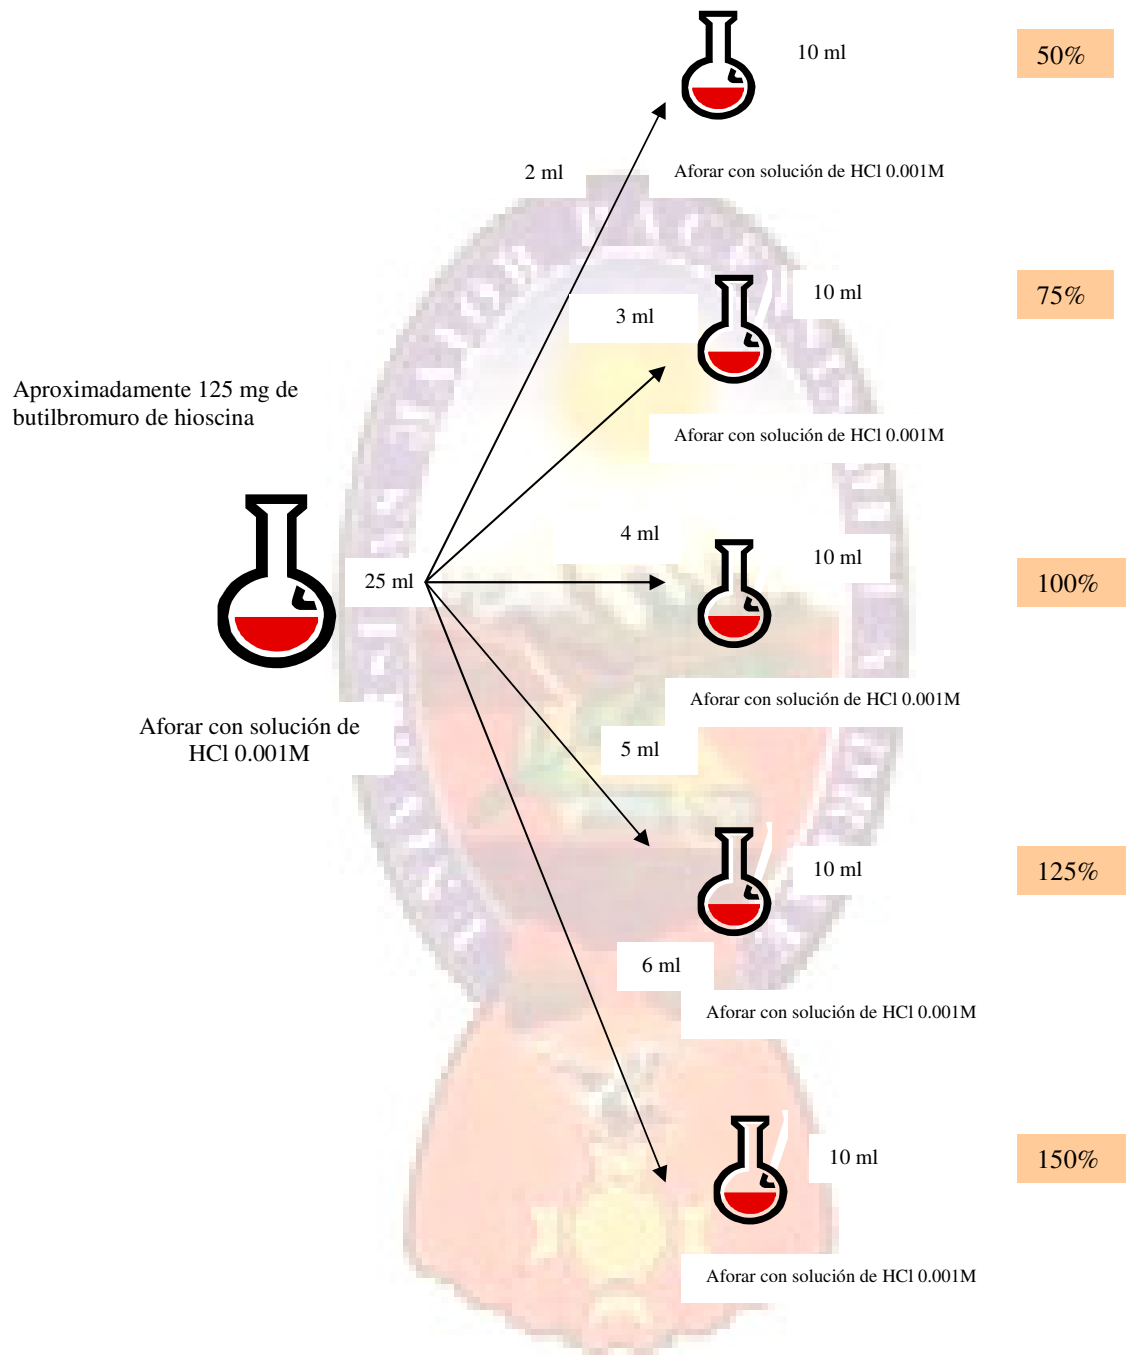 10 ml
50%
2 ml
Aforar con solución de HCl 0.001M
10 ml
75%
3 ml
Aproximadamente 125 mg de
butilbromuro de hioscina
Aforar con solución de HCl 0.001M
4 ml
10 ml
100%
25 ml
Aforar con solución de HCl 0.001M
Aforar con solución de
HCl 0.001M
5 ml
10 ml
125%
6 ml
Aforar con solución de HCl 0.001M
10 ml
150%
Aforar con solución de HCl 0.001M